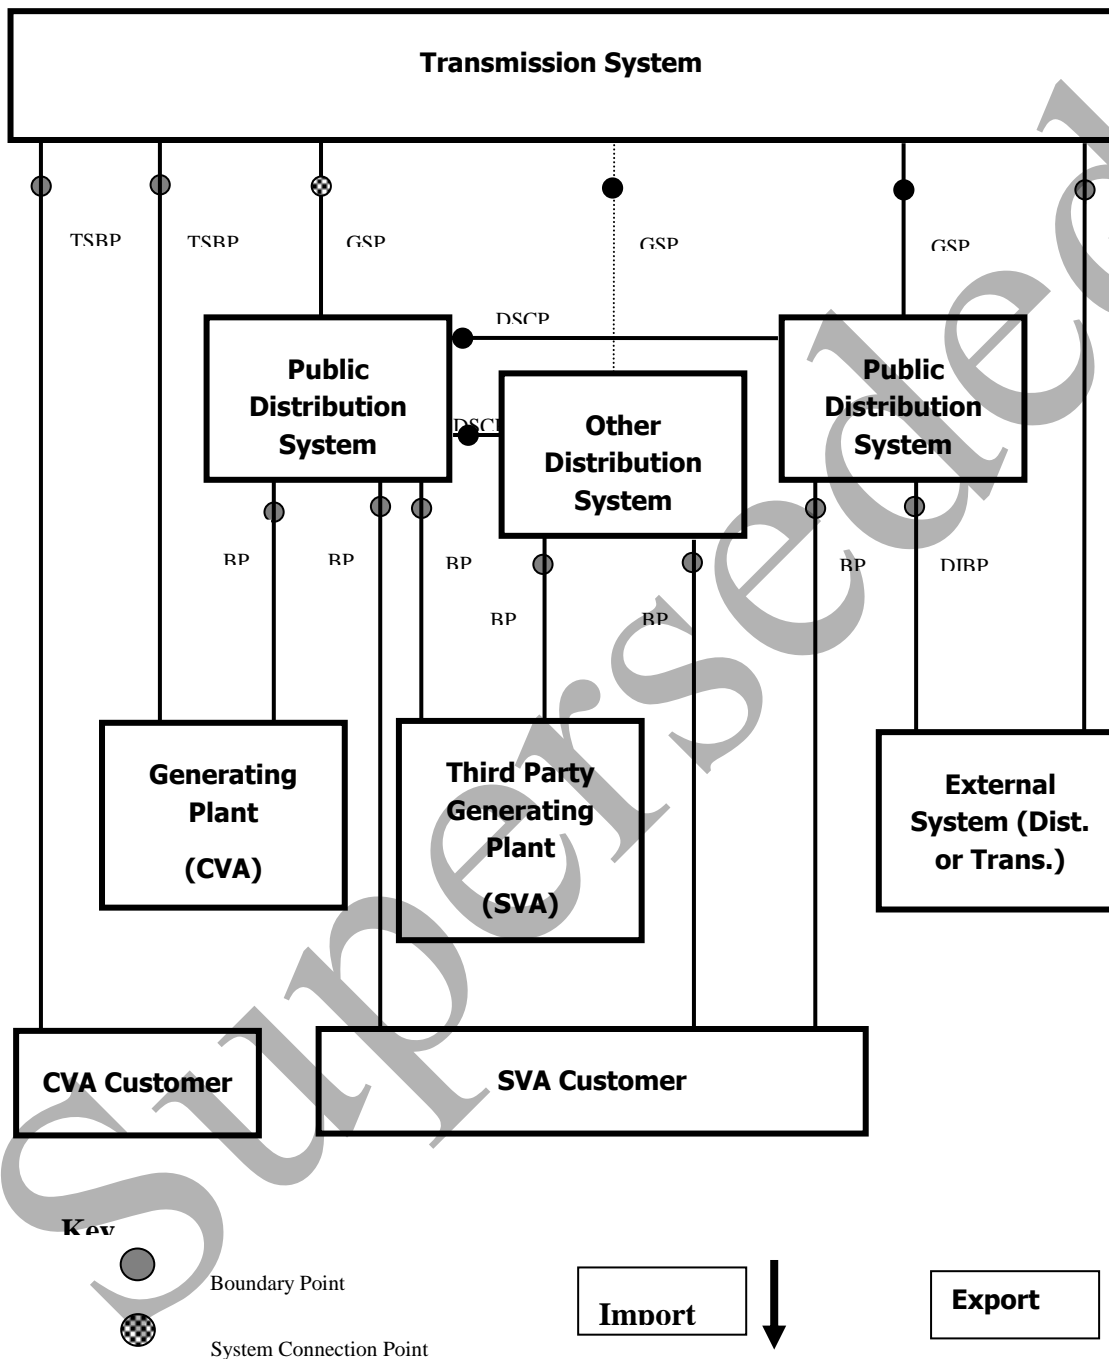 Transmission System
TSBP
TSBP
GSP
GSP
GSP
DSCP
Public
Distribution
System
DSCP
Other
Distribution
System
Public
Distribution
System
BP
BP
BP
BP
BP
BP
DIBP
Generating
Plant
(CVA)
Third Party
Generating
Plant
(SVA)
External
System (Dist.
or Trans.)
CVA Customer
SVA Customer
Key
Boundary Point
System Connection Point
Import
Export
Superseded